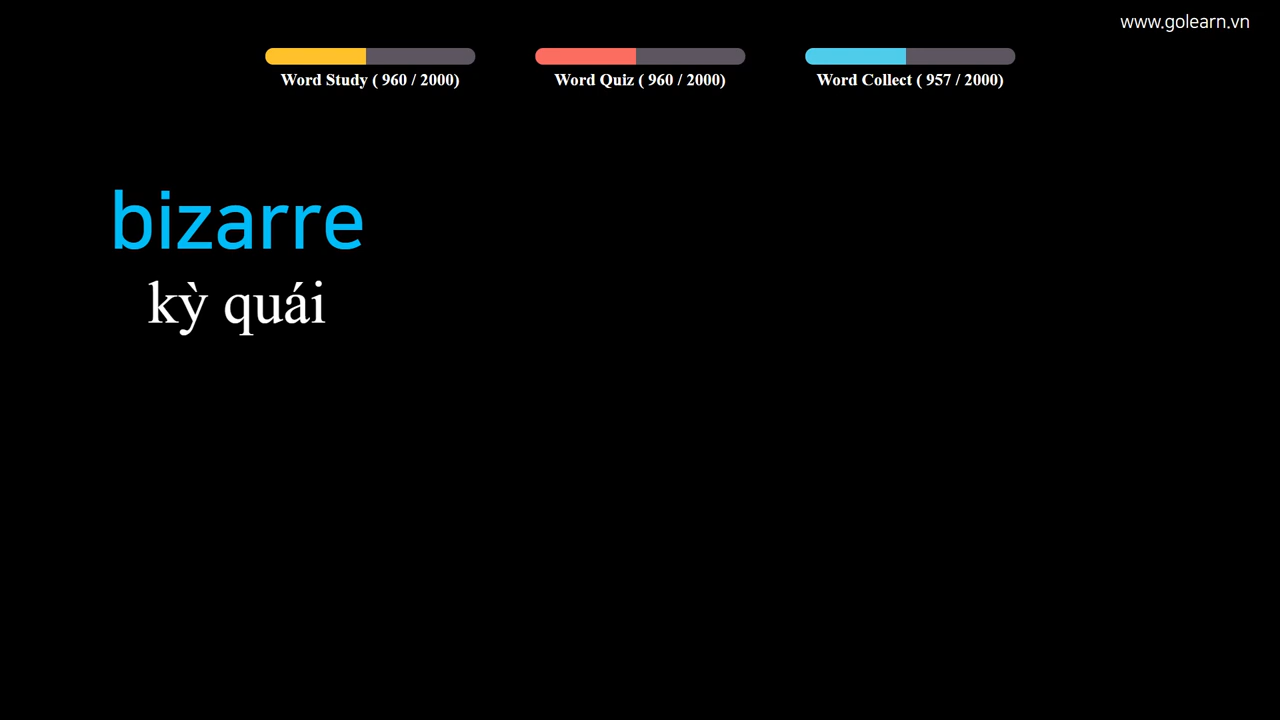 www.golearn.vn
Word Study ( 960 / 2000)
Word Quiz ( 960 / 2000)
Word Collect ( 957 / 2000)
bizarre
kỳ quái